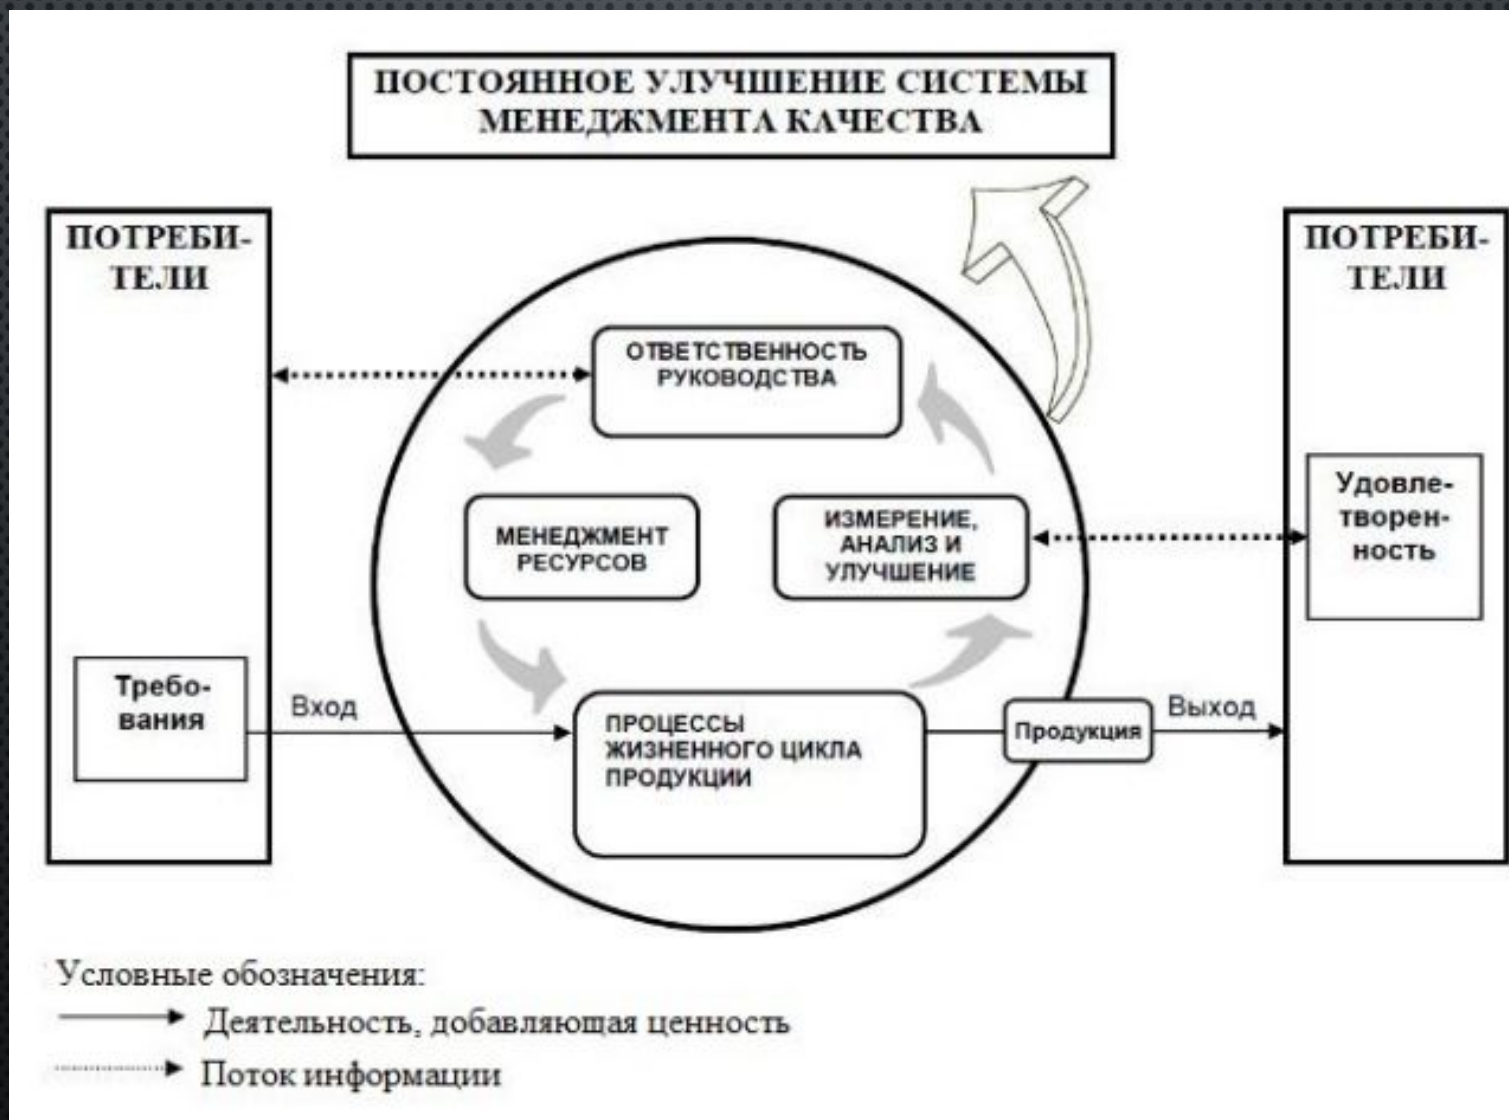 ПОСТОЯННОЕ УЛУЧШЕНИЕ СИСТЕМЫ
МЕНЕДЖМЕНТА КАЧЕСТВА
ПОТРЕБИ-
ТЕЛИ
ПОТРЕБИ-
ТЕЛИ
ОТВЕТСТВЕННОСТЬ
РУКОВОДСТВА
МЕНЕДЖМЕНТ
РЕСУРСОВ
ИЗМЕРЕНИЕ,
АНАЛИЗ И
УЛУЧШЕНИЕ
Удовле-
творен-
ность
Требо-
вания
Вход
ПРОЦЕССЫ
ЖИЗНЕННОГО ЦИКЛА
ПРОДУКЦИИ
Продукция
Выход
Условные обозначения:
Деятельность, добавляющая ценность
Поток информации